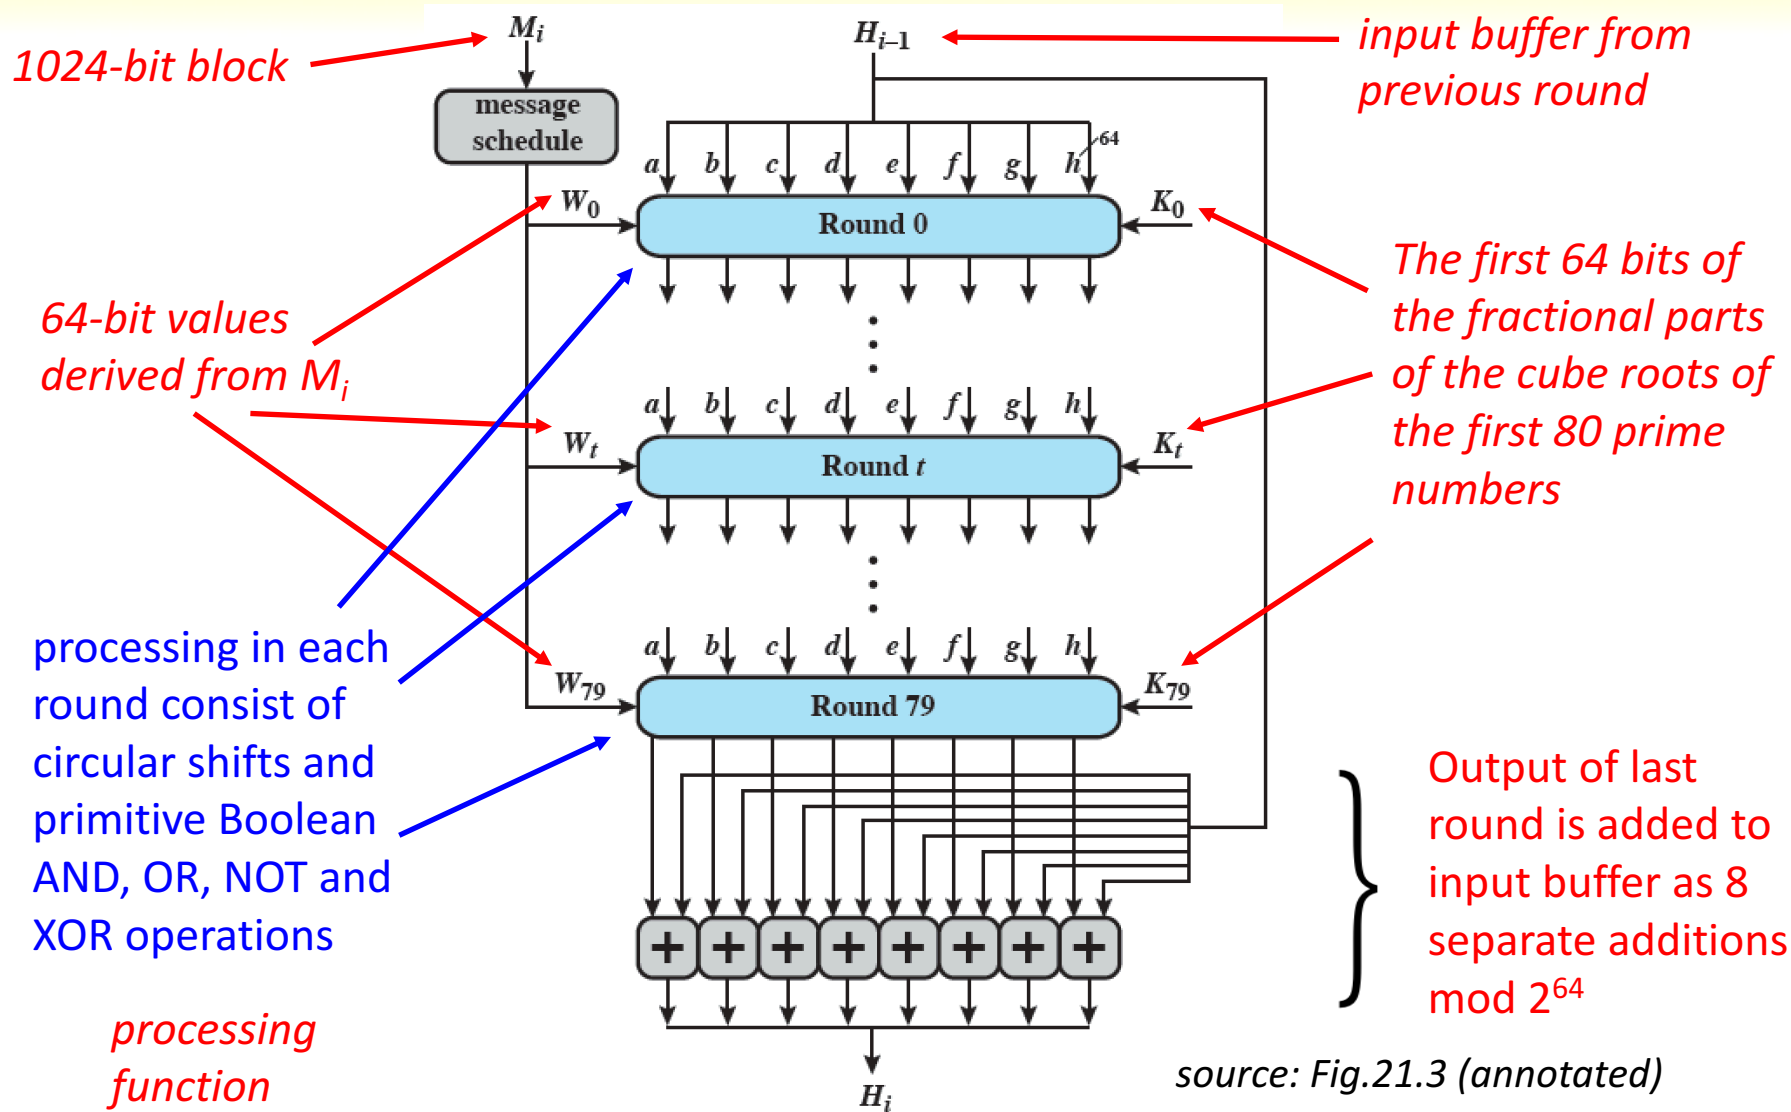 M_i
H_{i–1}
1024-bit block
input buffer from
previous round
message
schedule
64
a b c d e f g h
W_0
K_0
Round 0
The first 64 bits of
the fractional parts
of the cube roots of
the first 80 prime
numbers
64-bit values
derived from M_i
a b c d e f g h
W_t
K_t
Round t
processing in each
round consist of
circular shifts and
primitive Boolean
AND, OR, NOT and
XOR operations
a b c d e f g h
W_79
K_79
Round 79
Output of last
round is added to
input buffer as 8
separate additions
mod 2^64
+ + + + + + + +
processing
function
H_i
source: Fig.21.3 (annotated)